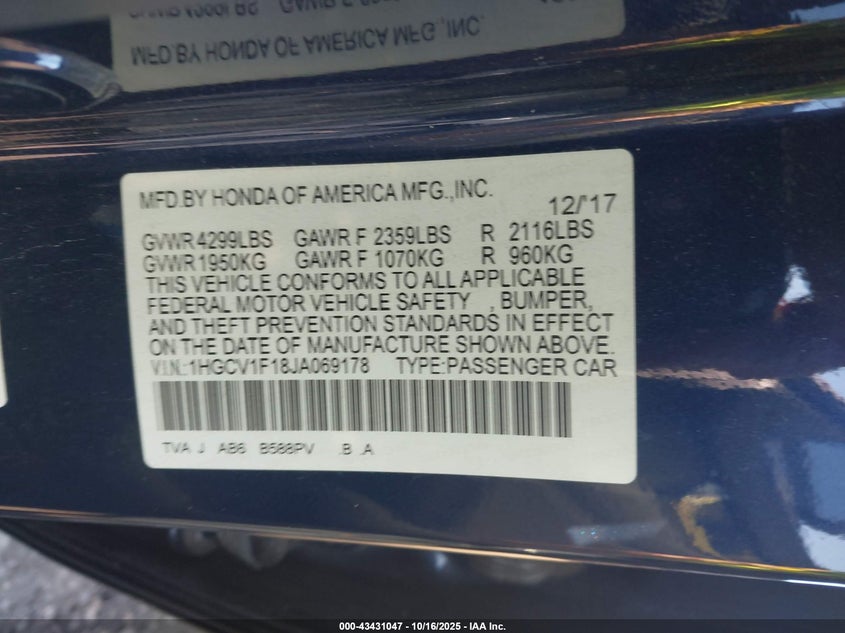 MFD.BY HONDA OF AMERICA MFG.,INC.
MFD.BY HONDA OF AMERICA MFG.,INC.
12/'17
GVWR 4299LBS GAWR F 2359LBS R 2116LBS
GVWR 1950KG GAWR F 1070KG R 960KG
THIS VEHICLE CONFORMS TO ALL APPLICABLE
FEDERAL MOTOR VEHICLE SAFETY , BUMPER,
AND THEFT PREVENTION STANDARDS IN EFFECT
ON THE DATE OF MANUFACTURE SHOWN ABOVE.
V.I.N.:1HGCV1F18JA069178 TYPE:PASSENGER CAR
TVA J AB6 B588PV .B .A
000-43431047 - 10/16/2025 - IAA Inc.